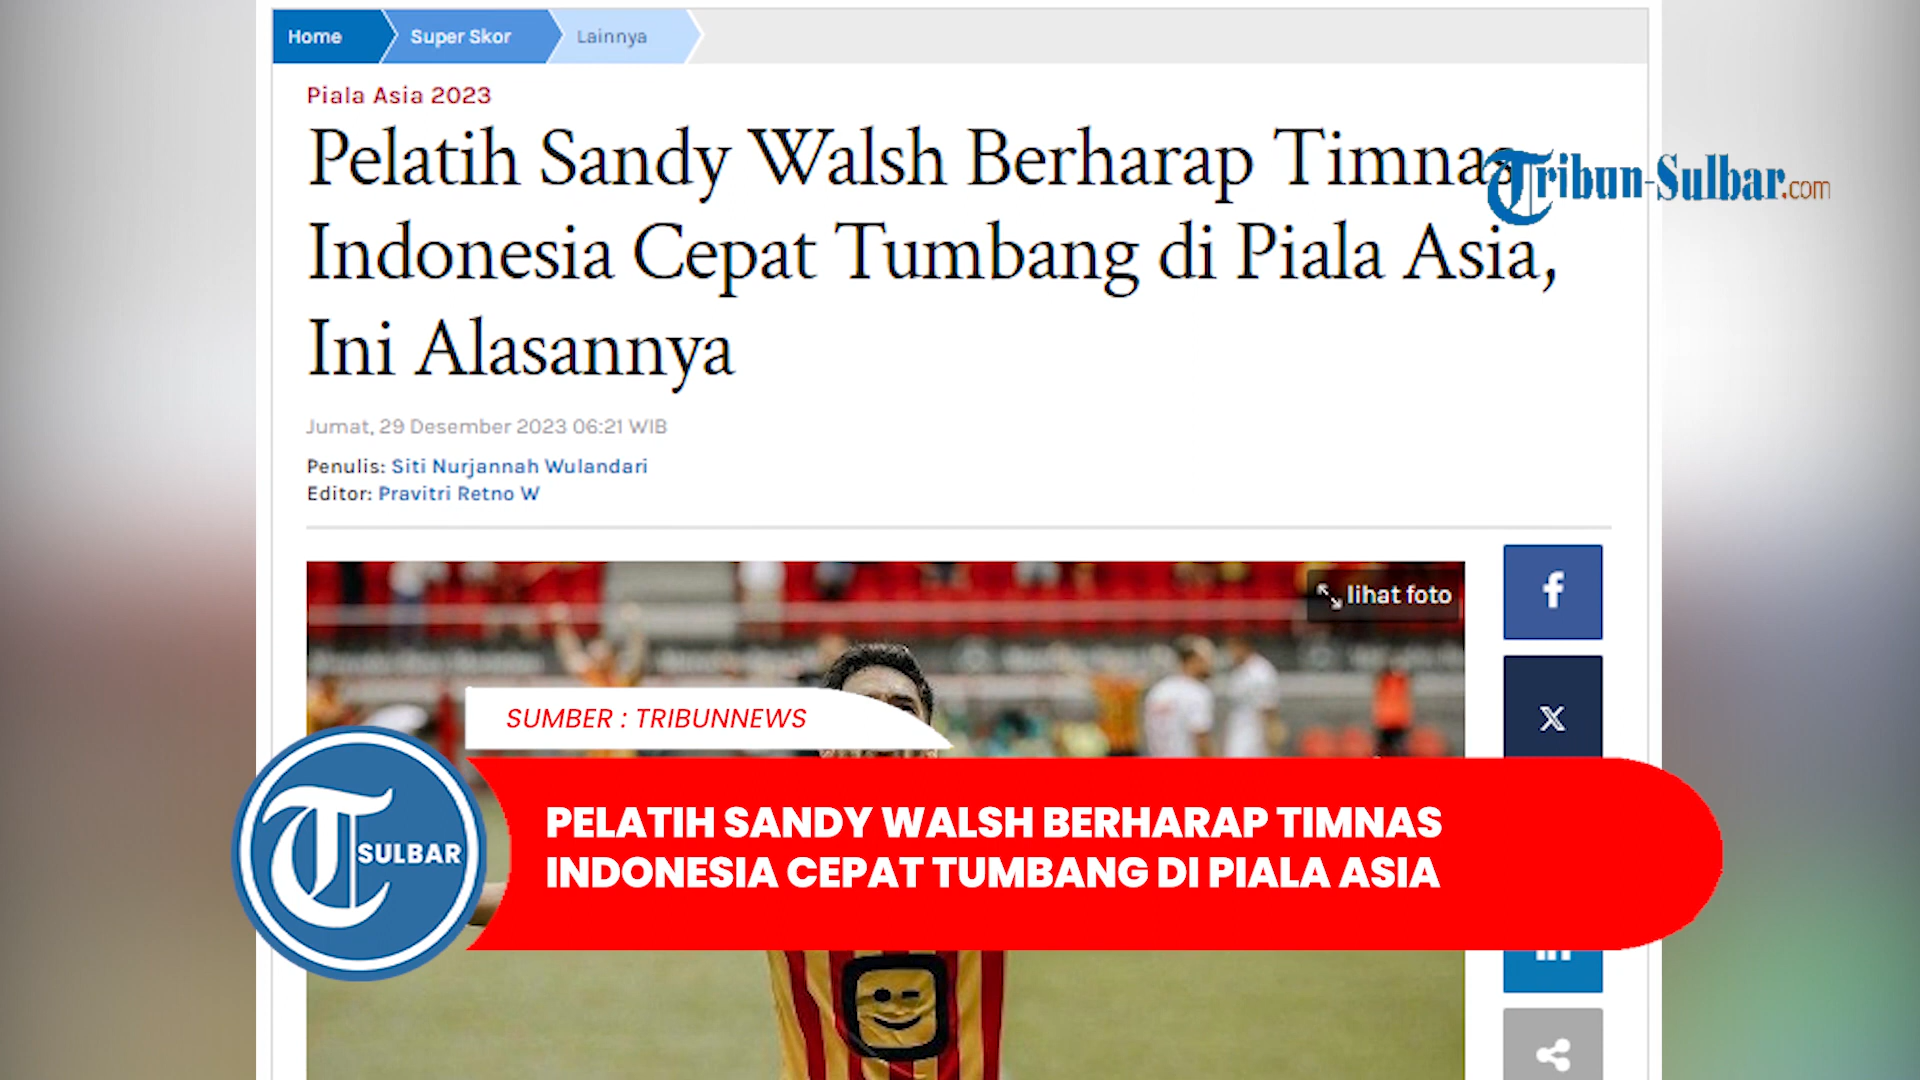 Home Super Skor Lainnya
Piala Asia 2023
Pelatih Sandy Walsh Berharap Timnas
Tribun-Sulbar.com
Indonesia Cepat Tumbang di Piala Asia,
Ini Alasannya
Jumat, 29 Desember 2023 06:21 WIB
Penulis: Siti Nurjannah Wulandari
Editor: Pravitri Retno W
lihat foto
SUMBER : TRIBUNNEWS
PELATIH SANDY WALSH BERHARAP TIMNAS
INDONESIA CEPAT TUMBANG DI PIALA ASIA
SULBAR